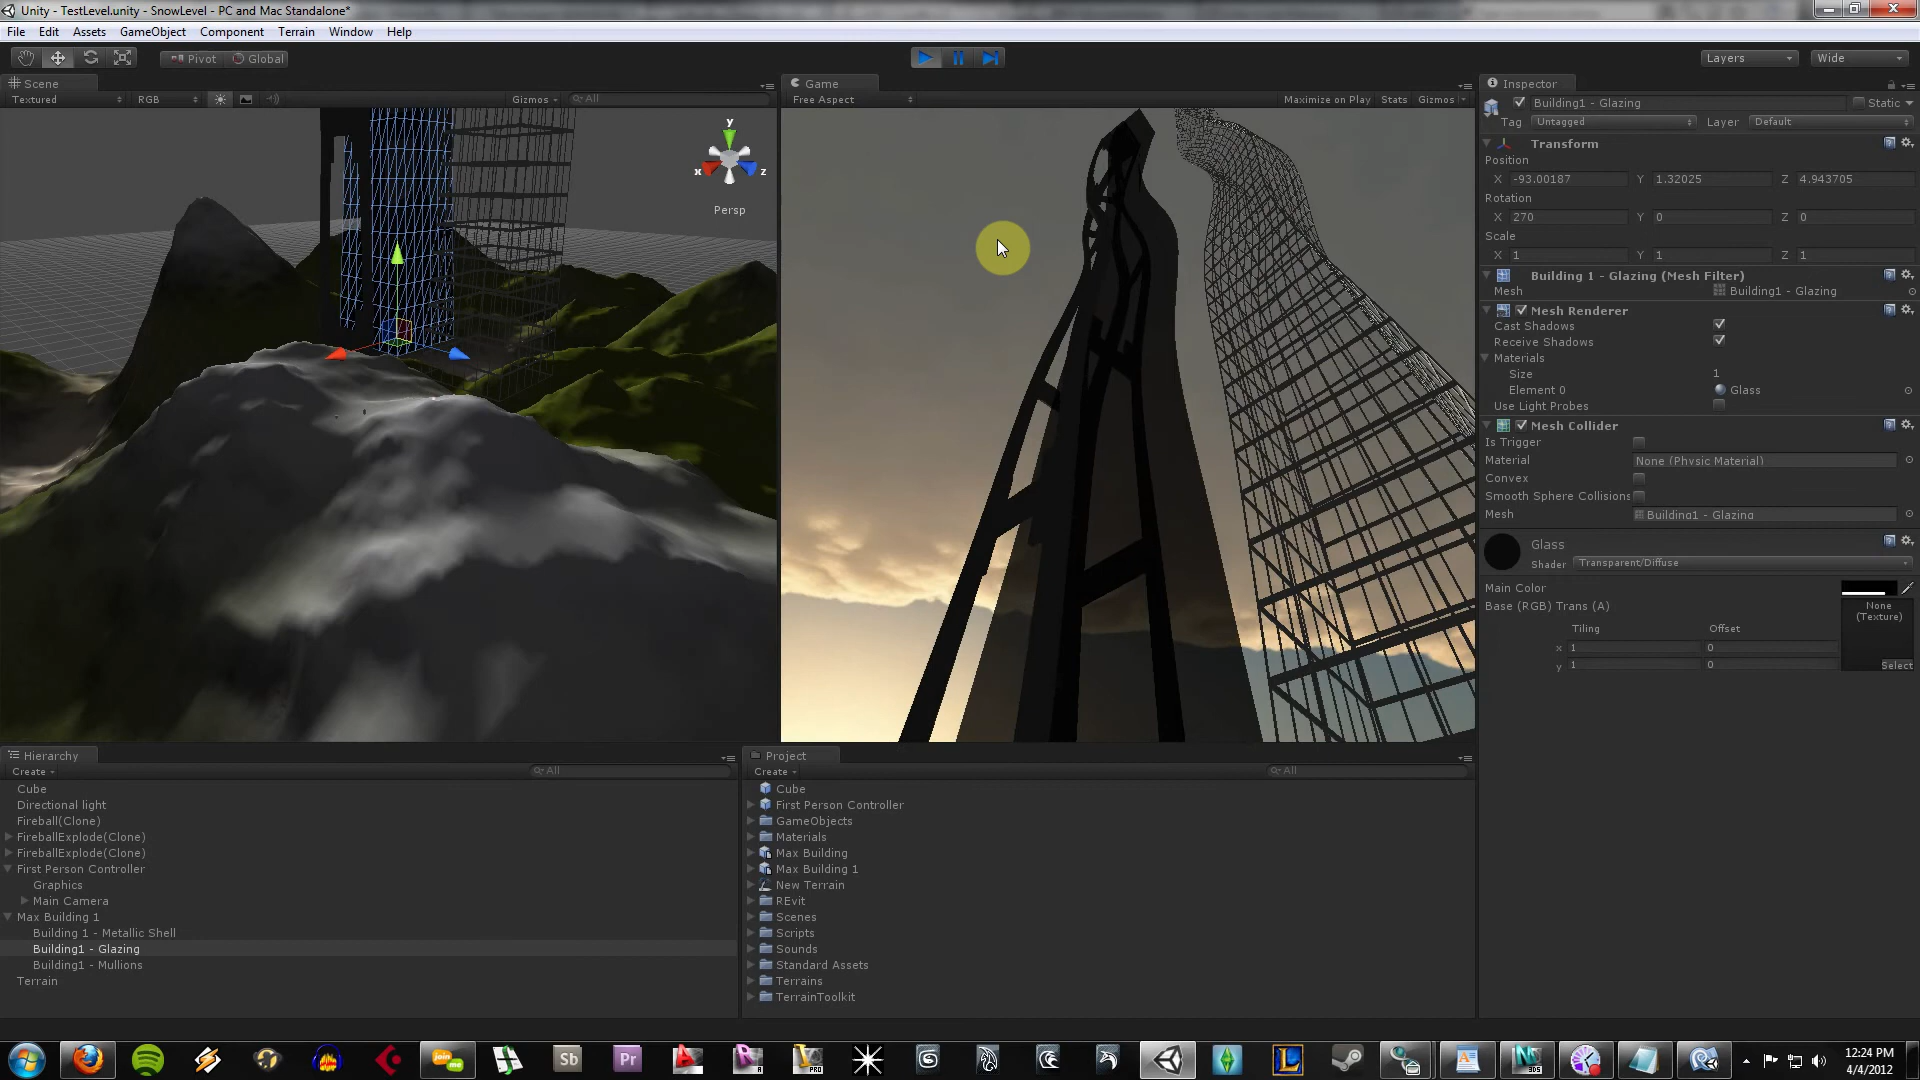 Unity - TestLevel.unity - SnowLevel - PC and Mac Standalone*
File Edit Assets GameObject Component Terrain Window Help
Pivot Global
Layers Wide
Scene
Textured RGB Gizmos All
y
x z
Persp
Game
Free Aspect Maximize on Play Stats Gizmos
Inspector
Building1 - Glazing Static
Tag Untagged Layer Default
Transform
Position
X -93.00187 Y 1.32025 Z 4.943705
Rotation
X 270 Y 0 Z 0
Scale
X 1 Y 1 Z 1
Building 1 - Glazing (Mesh Filter)
Mesh Building1 - Glazing
Mesh Renderer
Cast Shadows
Receive Shadows
Materials
Size 1
Element 0 Glass
Use Light Probes
Mesh Collider
Is Trigger
Material None (Physic Material)
Convex
Smooth Sphere Collisions
Mesh Building1 - Glazing
Glass
Shader Transparent/Diffuse
Main Color
Base (RGB) Trans (A)
None
(Texture)
Tiling Offset
x 1 0
y 1 0
Select
Hierarchy
Create All
Cube
Directional light
Fireball(Clone)
FireballExplode(Clone)
FireballExplode(Clone)
First Person Controller
Graphics
Main Camera
Max Building 1
Building 1 - Metallic Shell
Building1 - Glazing
Building1 - Mullions
Terrain
Project
Create All
Cube
First Person Controller
GameObjects
Materials
Max Building
Max Building 1
New Terrain
REvit
Scenes
Scripts
Sounds
Standard Assets
Terrains
TerrainToolkit
join me Sb Pr PRO L 3DS
12:24 PM
4/4/2012